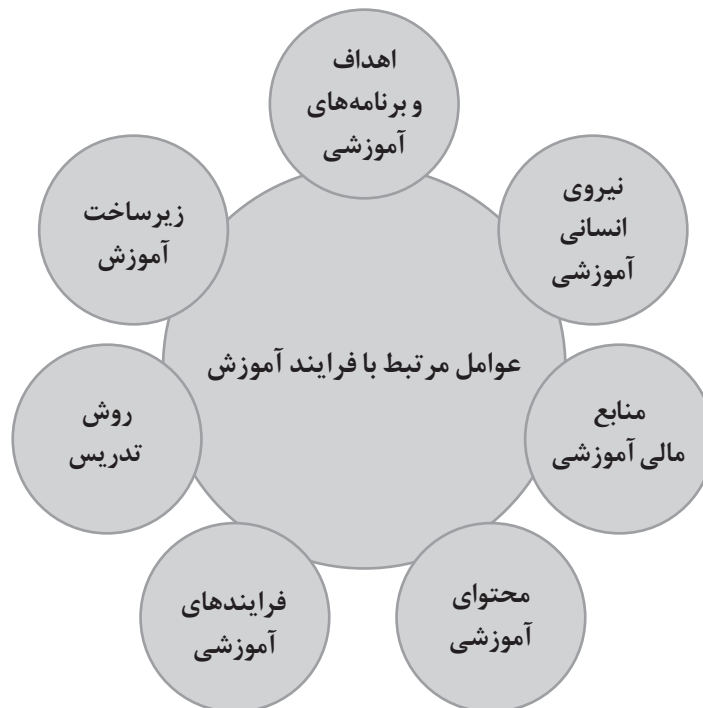 اهداف
و برنامه‌های
آموزشی
نیروی
انسانی
آموزشی
زیرساخت
آموزش
عوامل مرتبط با فرایند آموزش
منابع
مالی آموزشی
روش
تدریس
محتوای
آموزشی
فرایندهای
آموزشی